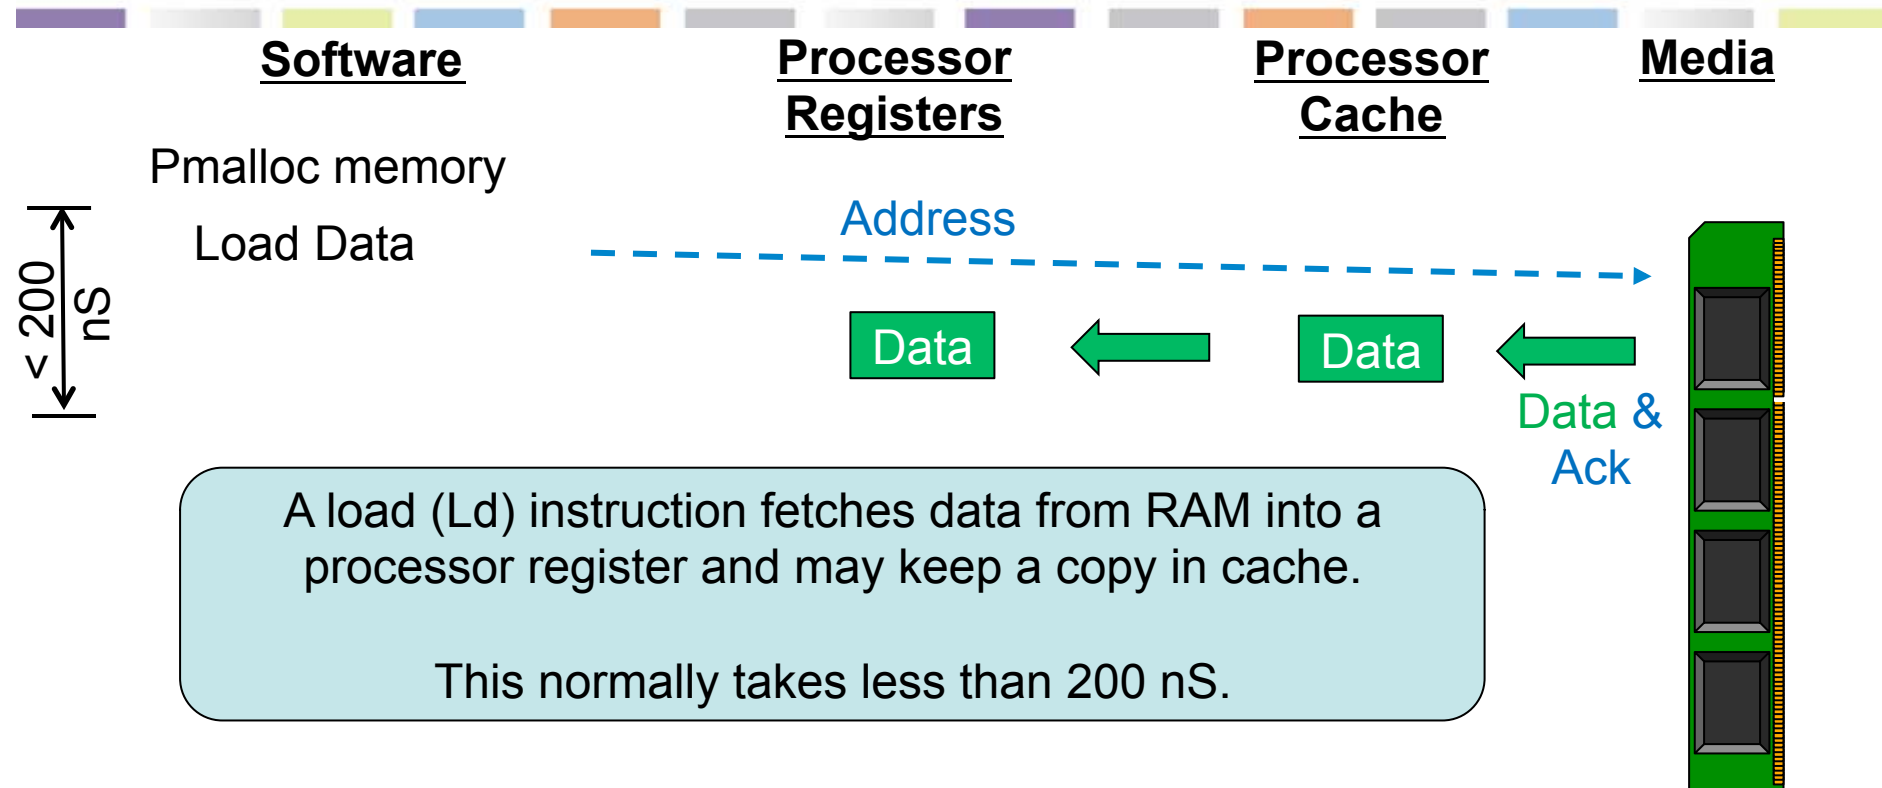 Software
Processor
Registers
Processor
Cache
Media
Pmalloc memory
Load Data
< 200
nS
Address
Data
Data
Data &
Ack
A load (Ld) instruction fetches data from RAM into a
processor register and may keep a copy in cache.
This normally takes less than 200 nS.